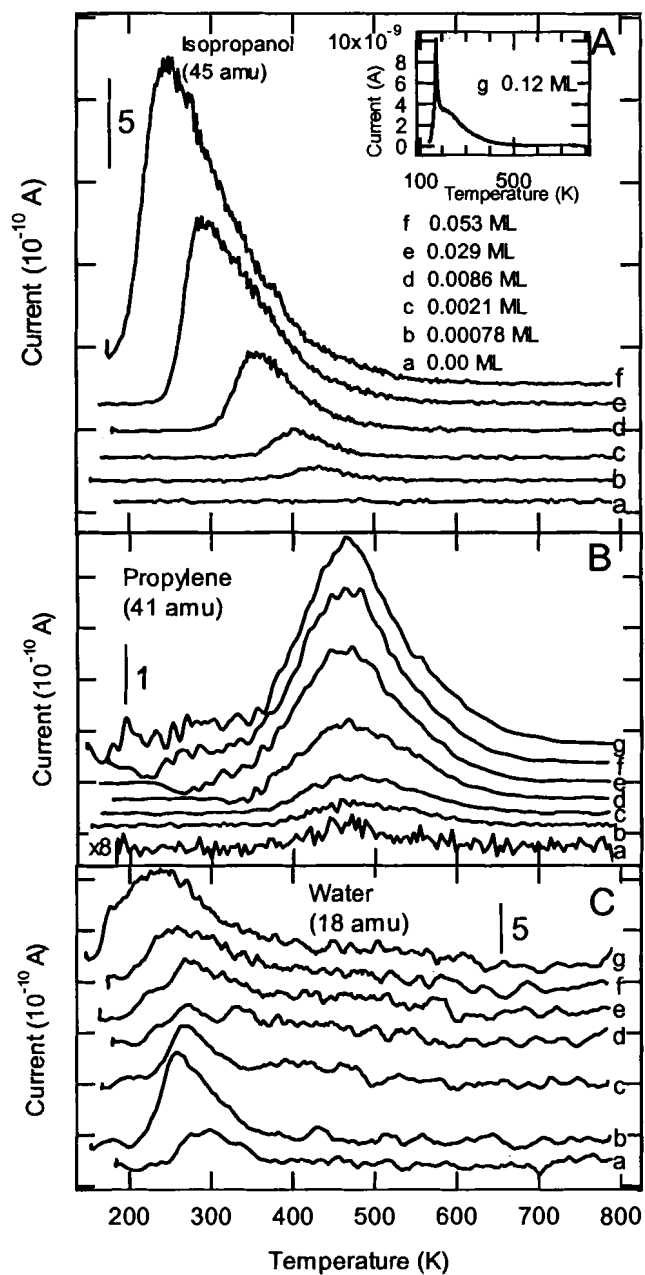 Isopropanol
(45 amu)
5
A
10x10⁻⁹
8
6
4
2
0
Current (A)
g 0.12 ML
100 500
Temperature (K)
f 0.053 ML
e 0.029 ML
d 0.0086 ML
c 0.0021 ML
b 0.00078 ML
a 0.00 ML
Current (10⁻¹⁰ A)
f
e
d
c
b
a
B
Propylene
(41 amu)
1
Current (10⁻¹⁰ A)
g
f
e
d
c
b
a
x8
C
Water
(18 amu)
5
Current (10⁻¹⁰ A)
g
f
e
d
c
b
a
200 300 400 500 600 700 800
Temperature (K)